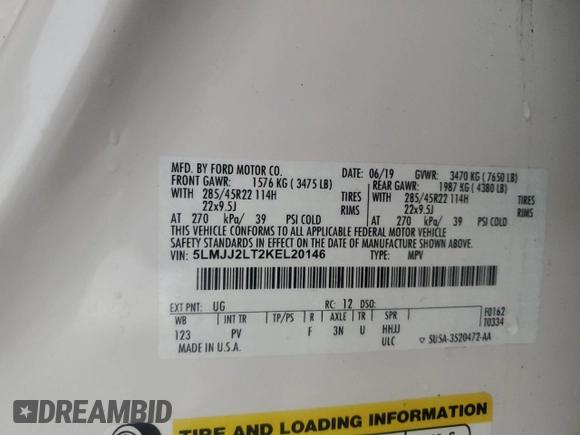 MFD. BY FORD MOTOR CO. 06/19 GVWR: 3470 KG ( 7650 LB)
FRONT GAWR: 1576 KG ( 3475 LB) REAR GAWR: 1987 KG ( 4380 LB)
WITH 285/45R22 114H TIRES WITH 285/45R22 114H TIRES
22x9.5J RIMS 22x9.5J RIMS
AT 270 kPa/ 39 PSI COLD AT 270 kPa/ 39 PSI COLD
THIS VEHICLE CONFORMS TO ALL APPLICABLE FEDERAL MOTOR VEHICLE
SAFETY STANDARDS IN EFFECT ON THE DATE OF MANUFACTURE SHOWN ABOVE.
VIN: 5LMJJ2LT2KEL20146 TYPE: MPV
EXT PNT: UG RC: 12 DSO:
WB INT TR TP/PS R AXLE TR SPR F0162
123 PV F 3N U HHJJ T0334
MADE IN U.S.A. ULC ▽ SUSA-3520472-AA
TIRE AND LOADING INFORMATION
DREAMBID